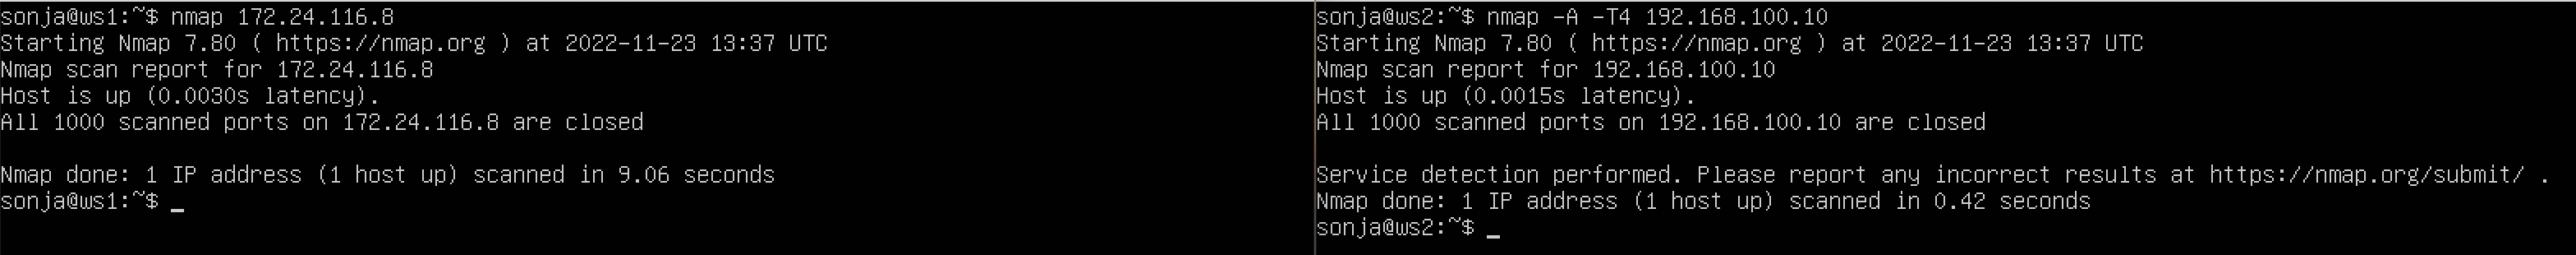 sonja@ws1:~$ nmap 172.24.116.8
Starting Nmap 7.80 ( https://nmap.org ) at 2022-11-23 13:37 UTC
Nmap scan report for 172.24.116.8
Host is up (0.0030s latency).
All 1000 scanned ports on 172.24.116.8 are closed
Nmap done: 1 IP address (1 host up) scanned in 9.06 seconds
sonja@ws1:~$ _
sonja@ws2:~$ nmap -A -T4 192.168.100.10
Starting Nmap 7.80 ( https://nmap.org ) at 2022-11-23 13:37 UTC
Nmap scan report for 192.168.100.10
Host is up (0.0015s latency).
All 1000 scanned ports on 192.168.100.10 are closed
Service detection performed. Please report any incorrect results at https://nmap.org/submit/ .
Nmap done: 1 IP address (1 host up) scanned in 0.42 seconds
sonja@ws2:~$ _